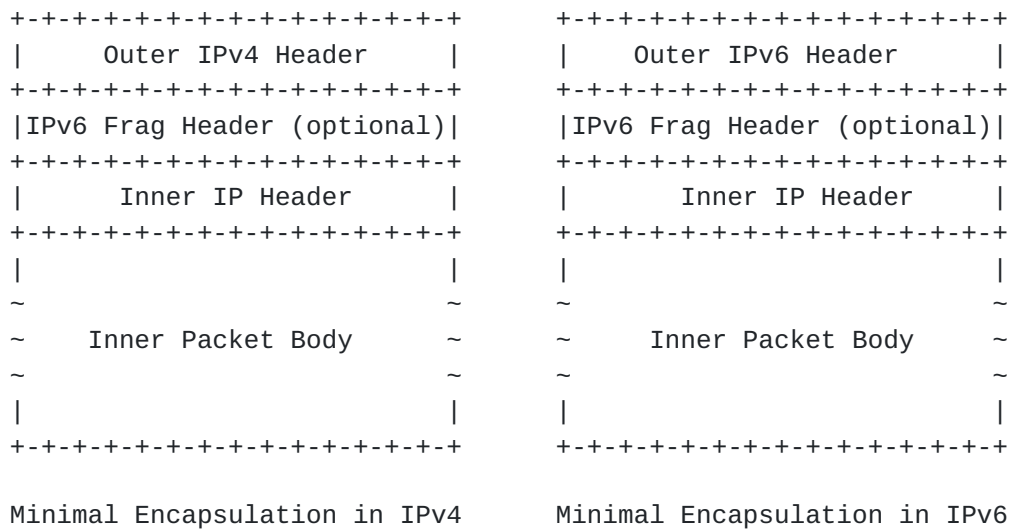 +-+-+-+-+-+-+-+-+-+-+-+-+-+-+      +-+-+-+-+-+-+-+-+-+-+-+-+-+-+
|     Outer IPv4 Header     |      |    Outer IPv6 Header      |
+-+-+-+-+-+-+-+-+-+-+-+-+-+-+      +-+-+-+-+-+-+-+-+-+-+-+-+-+-+
|IPv6 Frag Header (optional)|      |IPv6 Frag Header (optional)|
+-+-+-+-+-+-+-+-+-+-+-+-+-+-+      +-+-+-+-+-+-+-+-+-+-+-+-+-+-+
|      Inner IP Header      |      |       Inner IP Header     |
+-+-+-+-+-+-+-+-+-+-+-+-+-+-+      +-+-+-+-+-+-+-+-+-+-+-+-+-+-+
|                           |      |                           |
~                           ~      ~                           ~
~    Inner Packet Body      ~      ~     Inner Packet Body     ~
~                           ~      ~                           ~
|                           |      |                           |
+-+-+-+-+-+-+-+-+-+-+-+-+-+-+      +-+-+-+-+-+-+-+-+-+-+-+-+-+-+
Minimal Encapsulation in IPv4      Minimal Encapsulation in IPv6